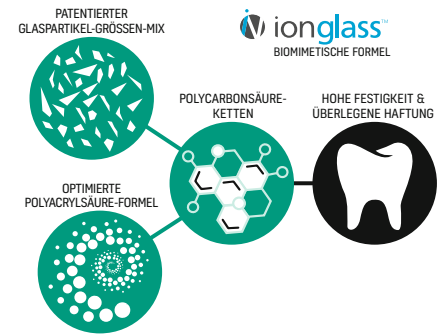 PATENTIERTER
GLASPARTIKEL-GRÖSSEN-MIX
ionglass™
BIOMIMETISCHE FORMEL
POLYCARBONSÄURE-
KETTEN
HOHE FESTIGKEIT &
ÜBERLEGENE HAFTUNG
OPTIMIERTE
POLYACRYLSÄURE-FORMEL